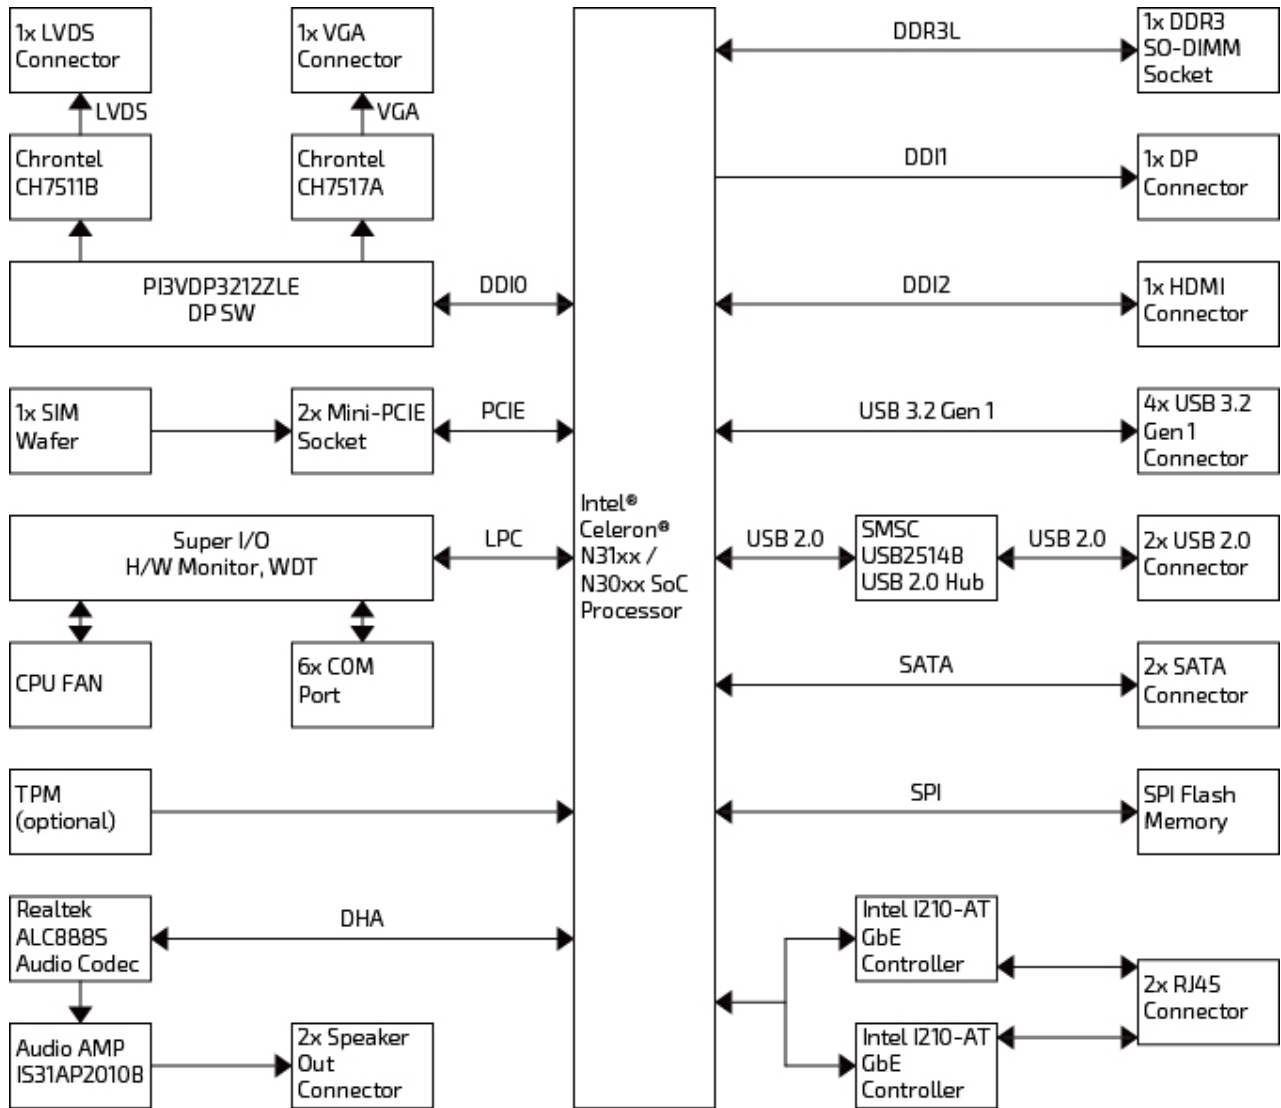 1x LVDS
Connector
1x VGA
Connector
DDR3L
1x DDR3
SO-DIMM
Socket
LVDS
VGA
Chrontel
CH7511B
Chrontel
CH7517A
DDI1
1x DP
Connector
PI3VDP3212ZLE
DP SW
DDI0
DDI2
1x HDMI
Connector
1x SIM
Wafer
2x Mini-PCIE
Socket
PCIE
USB 3.2 Gen 1
4x USB 3.2
Gen 1
Connector
Intel®
Celeron®
N31xx /
N30xx SoC
Processor
Super I/O
H/W Monitor, WDT
LPC
USB 2.0
SMSC
USB2514B
USB 2.0 Hub
USB 2.0
2x USB 2.0
Connector
CPU FAN
6x COM
Port
SATA
2x SATA
Connector
TPM
(optional)
SPI
SPI Flash
Memory
Realtek
ALC888S
Audio Codec
DHA
Intel I210-AT
GbE
Controller
2x RJ45
Connector
Audio AMP
IS31AP2010B
2x Speaker
Out
Connector
Intel I210-AT
GbE
Controller